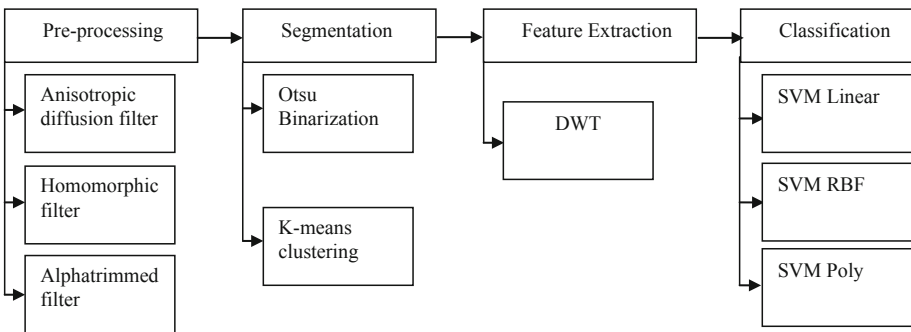 Pre-processing
Segmentation
Feature Extraction
Classification
Anisotropic
diffusion filter
Homomorphic
filter
Alphatrimmed
filter
Otsu
Binarization
K-means
clustering
DWT
SVM Linear
SVM RBF
SVM Poly